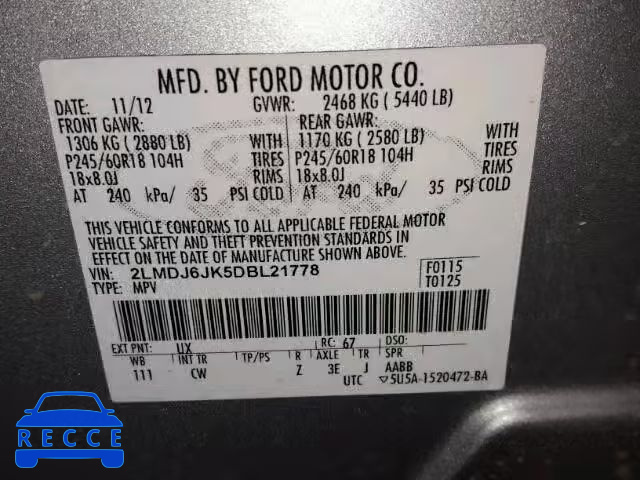 MFD. BY FORD MOTOR CO.
DATE: 11/12 GVWR: 2468 KG ( 5440 LB)
FRONT GAWR: REAR GAWR:
1306 KG ( 2880 LB) WITH 1170 KG ( 2580 LB) WITH
P245/60R18 104H TIRES P245/60R18 104H TIRES
18x8.0J RIMS 18x8.0J RIMS
AT 240 kPa/ 35 PSI COLD AT 240 kPa/ 35 PSI COLD
THIS VEHICLE CONFORMS TO ALL APPLICABLE FEDERAL MOTOR
VEHICLE SAFETY AND THEFT PREVENTION STANDARDS IN
EFFECT ON THE DATE OF MANUFACTURE SHOWN ABOVE.
VIN: 2LMDJ6JK5DBL21778 F0115
TYPE: MPV T0125
EXT PNT: UX RC: 67 DSO:
WB INT TR TP/PS R AXLE TR SPR
111 CW Z 3E J AABB
UTC ▽5U5A-1520472-BA
RECCE